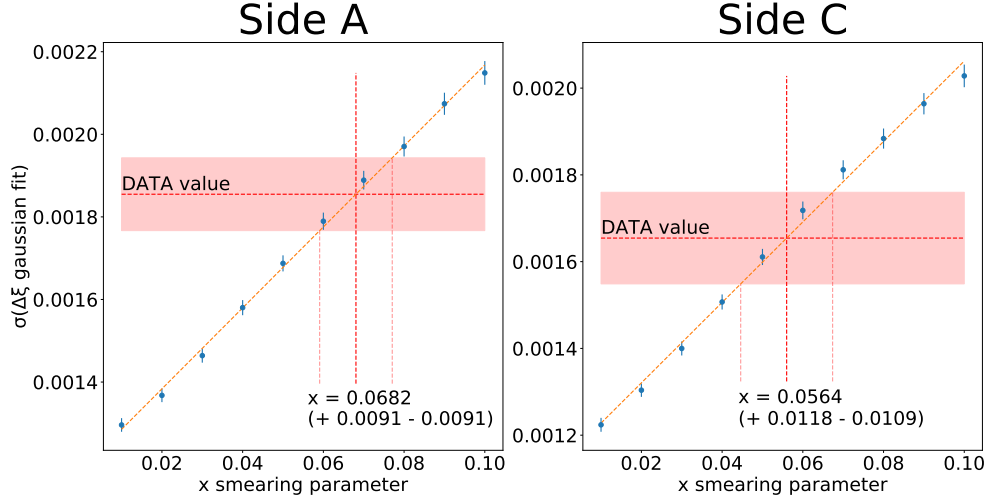 Side A
σ(Δξ gaussian fit)
0.0022
0.0020
0.0018
0.0016
0.0014
DATA value
x = 0.0682
(+ 0.0091 - 0.0091)
0.02 0.04 0.06 0.08 0.10
x smearing parameter
Side C
0.0020
0.0018
0.0016
0.0014
0.0012
DATA value
x = 0.0564
(+ 0.0118 - 0.0109)
0.02 0.04 0.06 0.08 0.10
x smearing parameter